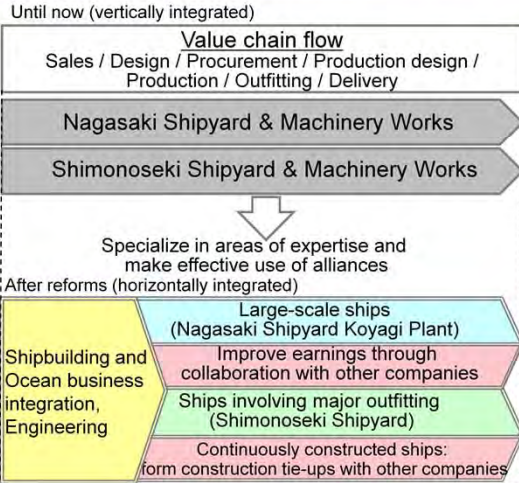 Until now (vertically integrated)
Value chain flow
Sales / Design / Procurement / Production design /
Production / Outfitting / Delivery
Nagasaki Shipyard & Machinery Works
Shimonoseki Shipyard & Machinery Works
Specialize in areas of expertise and
make effective use of alliances
After reforms (horizontally integrated)
Shipbuilding and
Ocean business
integration,
Engineering
Large-scale ships
(Nagasaki Shipyard Koyagi Plant)
Improve earnings through
collaboration with other companies
Ships involving major outfitting
(Shimonoseki Shipyard)
Continuously constructed ships:
form construction tie-ups with other companies